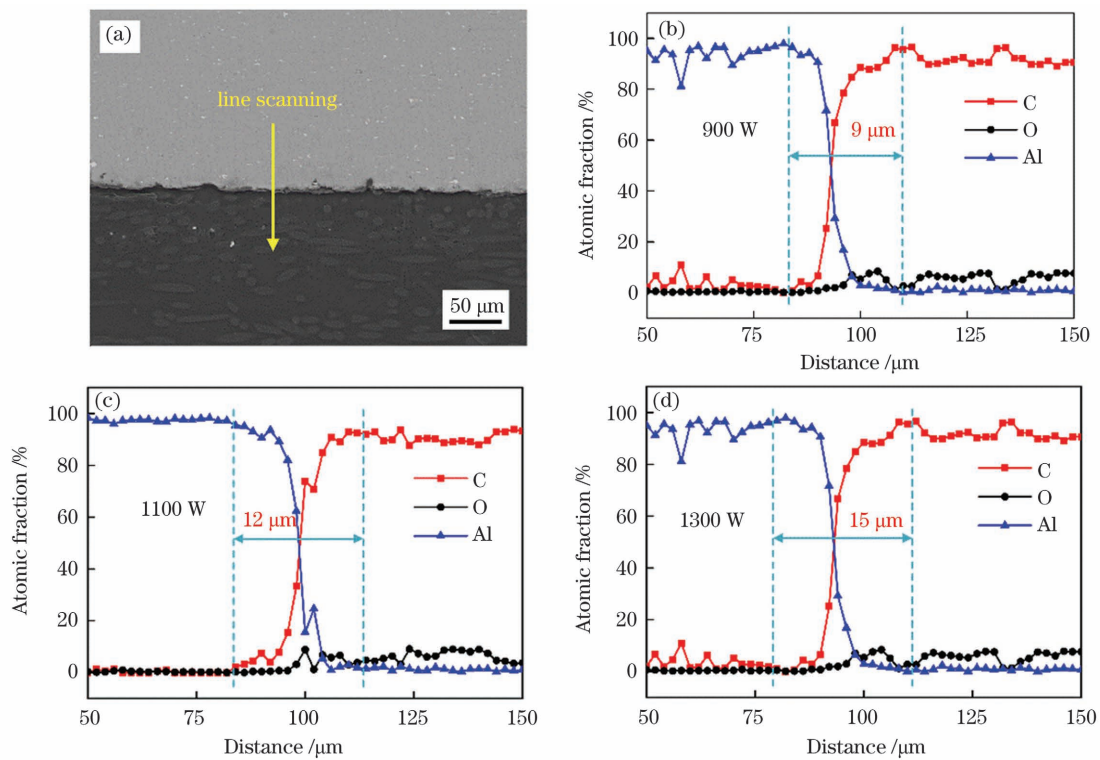 (a)
line scanning
50 μm
(b)
Atomic fraction /%
100
80
60
40
20
0
900 W
9 μm
C
O
Al
50
75
100
125
150
Distance /μm
(c)
Atomic fraction /%
100
80
60
40
20
0
1100 W
12 μm
C
O
Al
50
75
100
125
150
Distance /μm
(d)
Atomic fraction /%
100
80
60
40
20
0
1300 W
15 μm
C
O
Al
50
75
100
125
150
Distance /μm